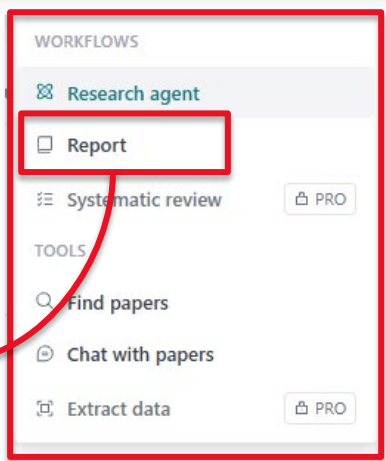 WORKFLOWS
Research agent
Report
Systematic review PRO
TOOLS
Find papers
Chat with papers
Extract data PRO